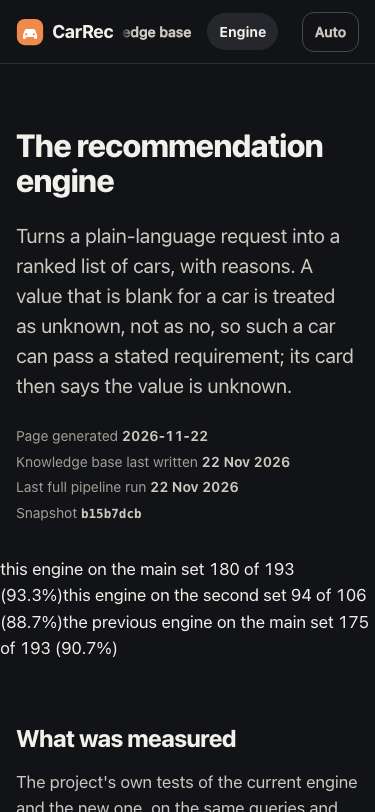 CarRec edge base Engine Auto
The recommendation
engine
Turns a plain-language request into a
ranked list of cars, with reasons. A
value that is blank for a car is treated
as unknown, not as no, so such a car
can pass a stated requirement; its card
then says the value is unknown.
Page generated 2026-11-22
Knowledge base last written 22 Nov 2026
Last full pipeline run 22 Nov 2026
Snapshot b15b7dcb
this engine on the main set 180 of 193
(93.3%)this engine on the second set 94 of 106
(88.7%)the previous engine on the main set 175
of 193 (90.7%)
What was measured
The project's own tests of the current engine
and the new one, on the same queries and